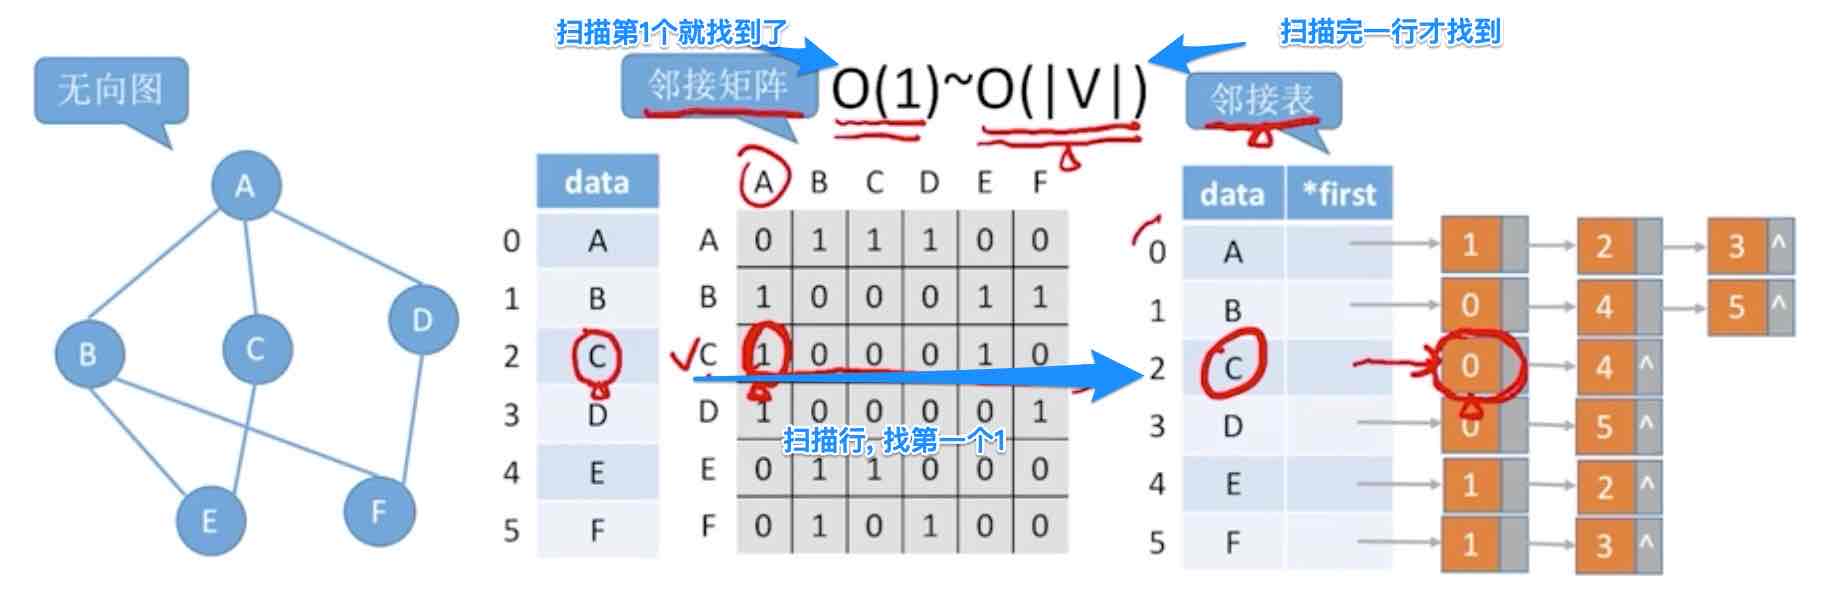 扫描第1个就找到了
扫描完一行才找到
无向图
邻接矩阵
O(1)~O(|V|)
邻接表
A
B
C
D
E
F
data
0 A
1 B
2 C
3 D
4 E
5 F
A B C D E F
A 0 1 1 1 0 0
B 1 0 0 0 1 1
C 1 0 0 0 1 0
D 1 0 0 0 0 1
扫描行, 找第一个1
E 0 1 1 0 0 0
F 0 1 0 1 0 0
data *first
0 A 1 2 3 ^
1 B 0 4 5 ^
2 C 0 4 ^
3 D 0 5 ^
4 E 1 2 ^
5 F 1 3 ^